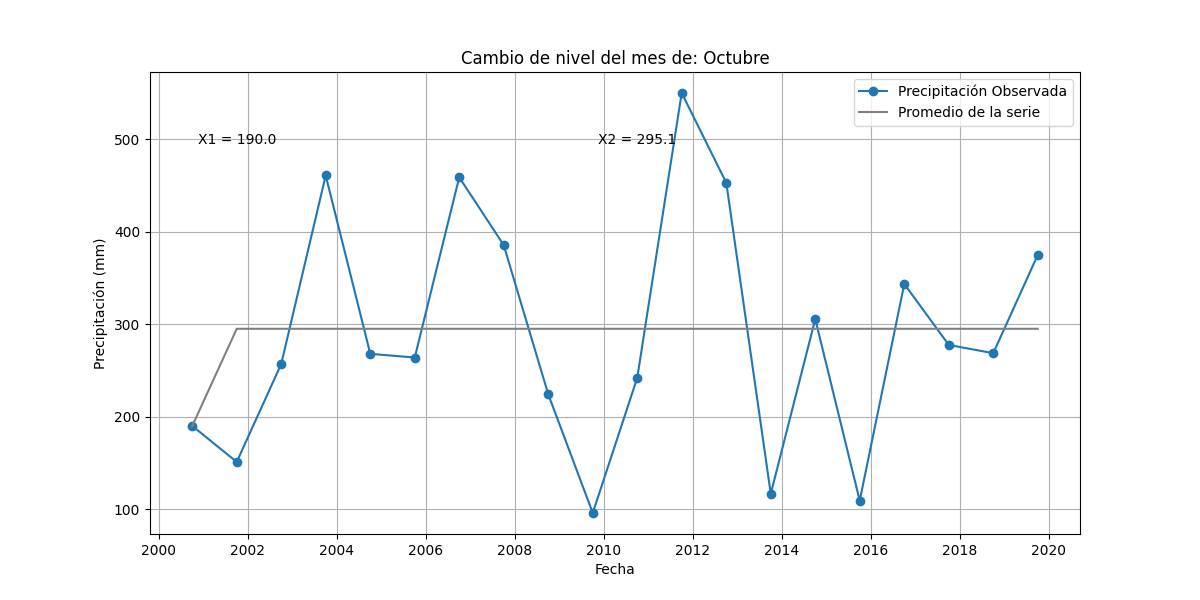 Cambio de nivel del mes de: Octubre
Precipitación Observada
Promedio de la serie
X1 = 190.0
X2 = 295.1
Precipitación (mm)
500
400
300
200
100
2000 2002 2004 2006 2008 2010 2012 2014 2016 2018 2020
Fecha